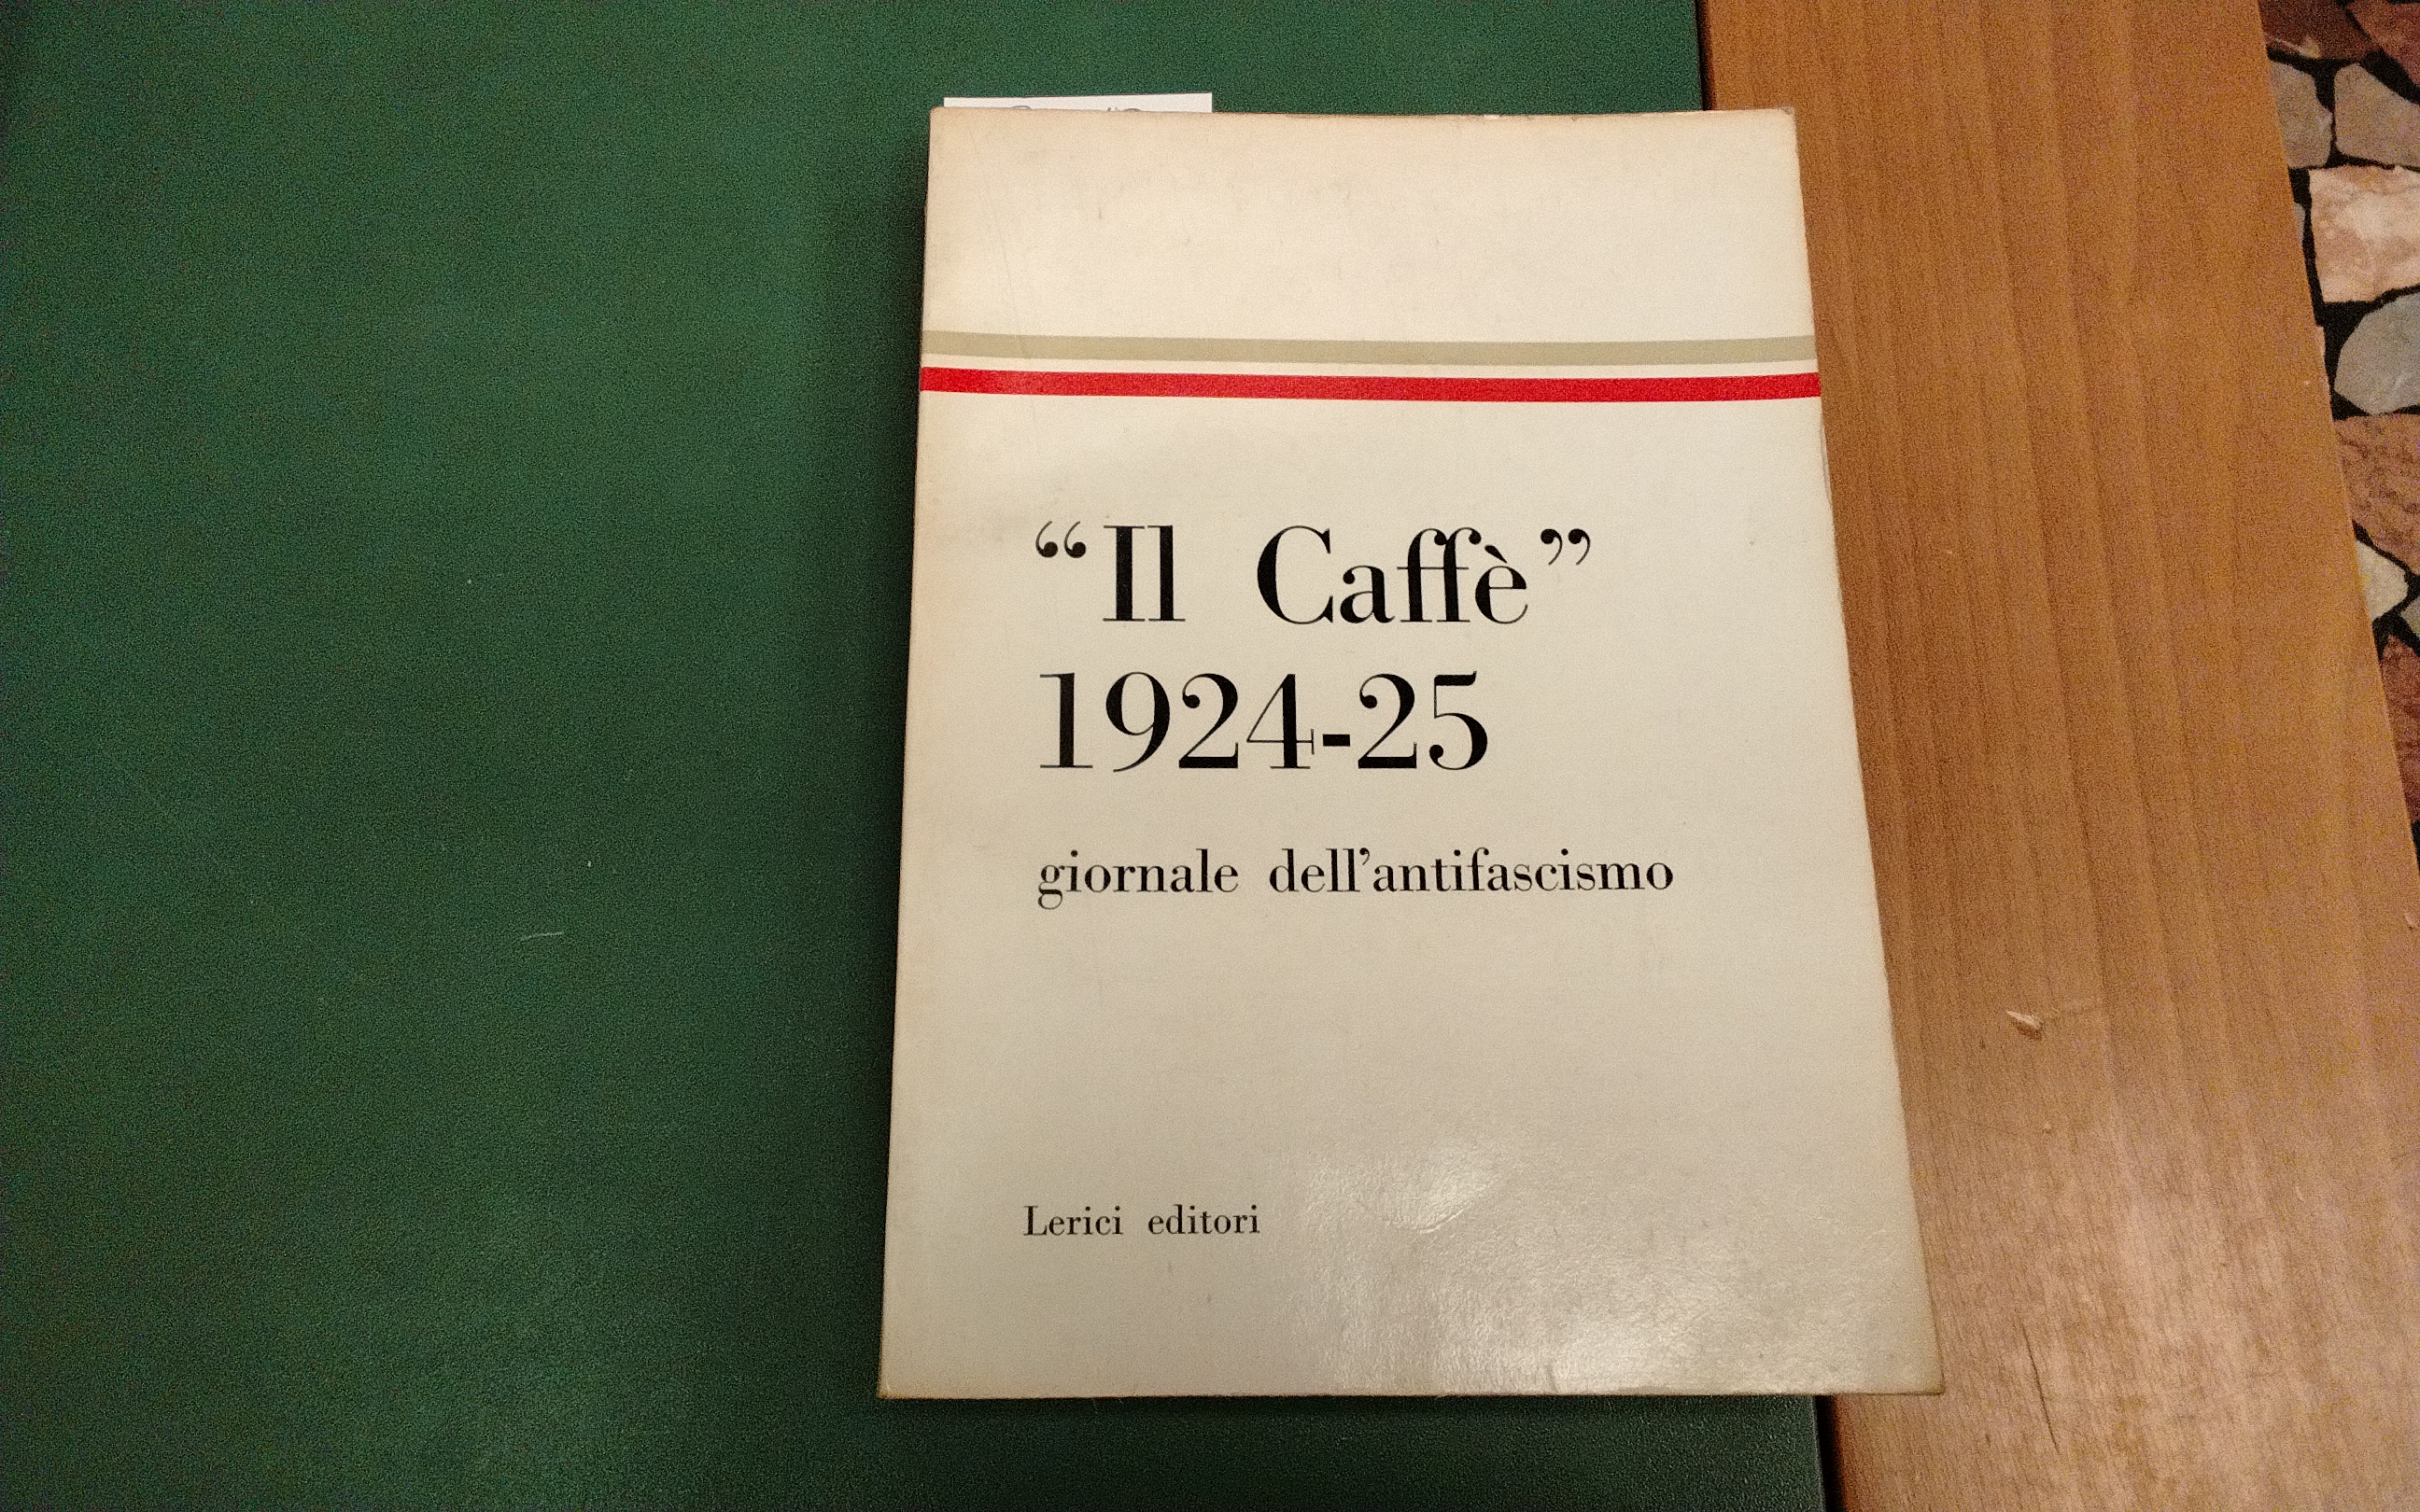 “Il Caffè”
1924-25
giornale dell’antifascismo
Lerici editori